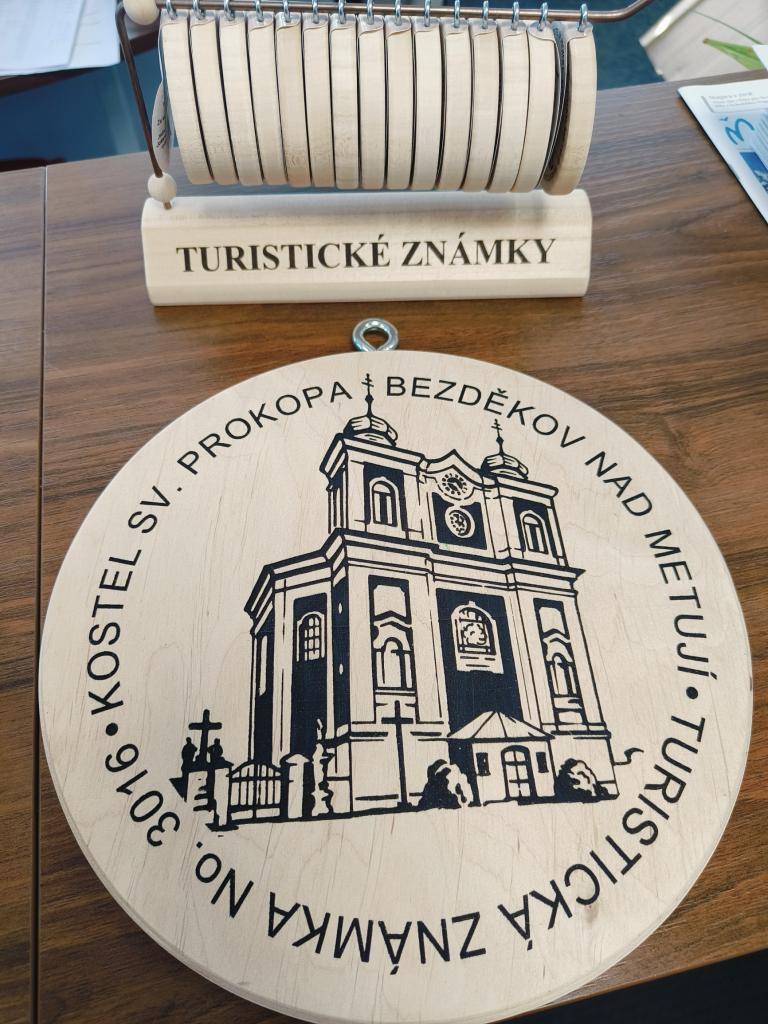 TURISTICKÉ ZNÁMKY
KOSTEL SV. PROKOPA BEZDĚKOV NAD METUJÍ • TURISTICKÁ ZNÁMKA No. 3016 •